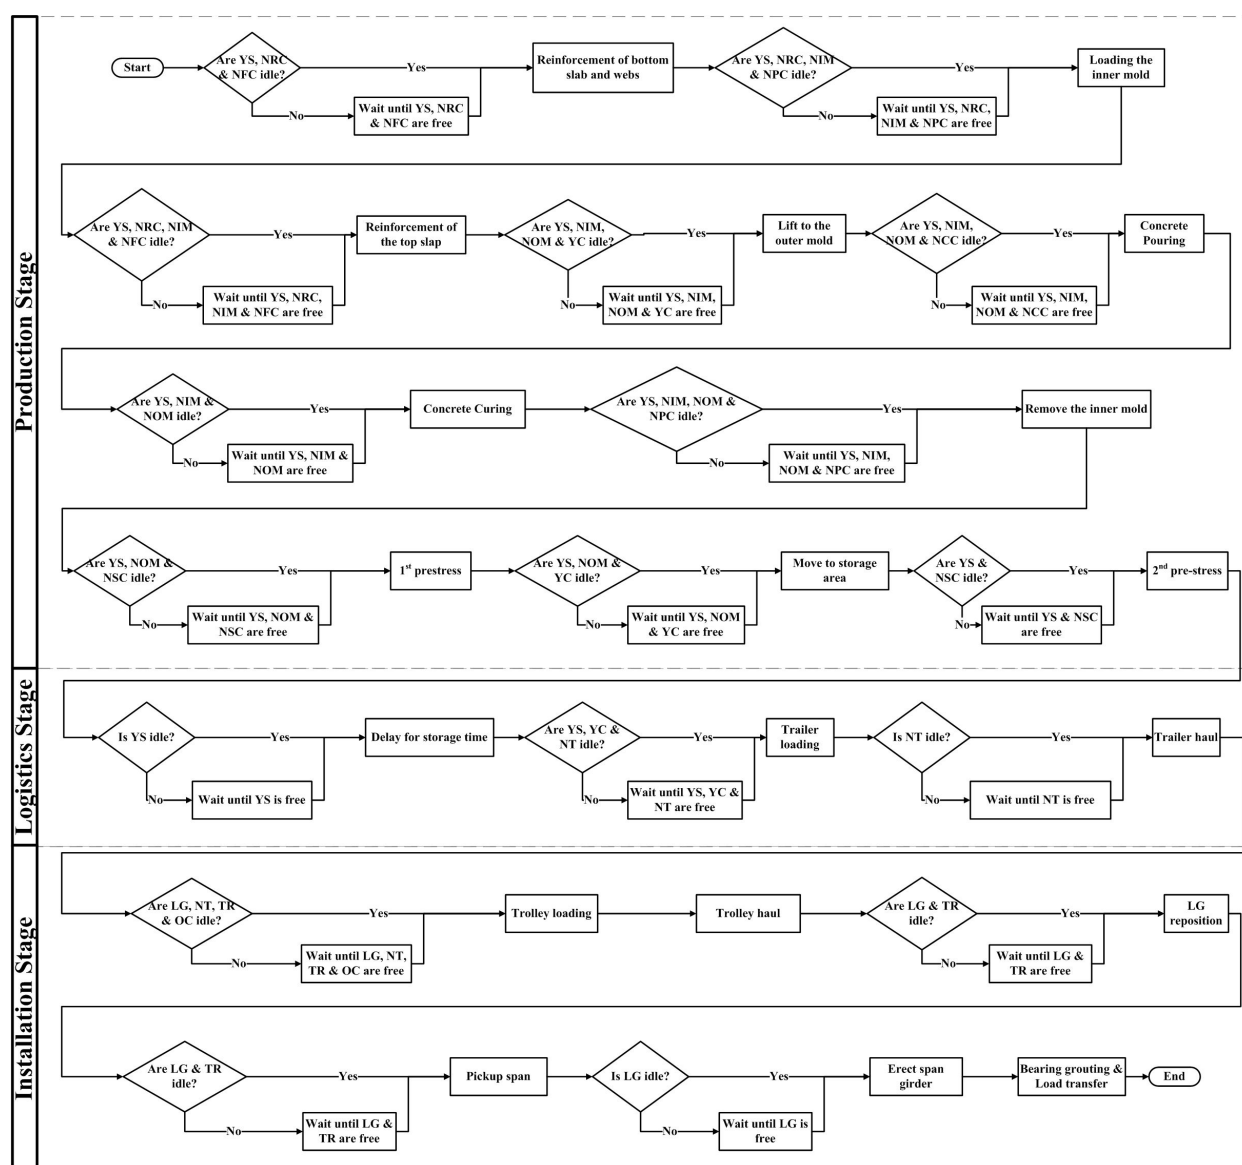 Production Stage
Start
Are YS, NRC
& NFC idle?
Yes
No
Wait until YS, NRC
& NFC are free
Reinforcement of bottom
slab and webs
Are YS, NRC, NIM
& NPC idle?
Yes
No
Wait until YS, NRC,
NIM & NPC are free
Loading the
inner mold
Are YS, NRC, NIM
& NFC idle?
Yes
No
Wait until YS, NRC,
NIM & NFC are free
Reinforcement of
the top slap
Are YS, NIM,
NOM & YC idle?
Yes
No
Wait until YS, NIM,
NOM & YC are free
Lift to the
outer mold
Are YS, NIM,
NOM & NCC idle?
Yes
No
Wait until YS, NIM,
NOM & NCC are free
Concrete
Pouring
Are YS, NIM &
NOM idle?
Yes
No
Wait until YS, NIM &
NOM are free
Concrete Curing
Are YS, NIM, NOM &
NPC idle?
Yes
No
Wait until YS, NIM,
NOM & NPC are free
Remove the inner mold
Are YS, NOM &
NSC idle?
Yes
No
Wait until YS, NOM &
NSC are free
1st prestress
Are YS, NOM &
YC idle?
Yes
No
Wait until YS, NOM
& YC are free
Move to storage
area
Are YS &
NSC idle?
Yes
No
Wait until YS & NSC
are free
2nd pre-stress
Logistics Stage
Is YS idle?
Yes
No
Wait until YS is free
Delay for storage time
Are YS, YC &
NT idle?
Yes
No
Wait until YS, YC &
NT are free
Trailer
loading
Is NT idle?
Yes
No
Wait until NT is free
Trailer haul
Installation Stage
Are LG, NT, TR
& OC idle?
Yes
No
Wait until LG, NT,
TR & OC are free
Trolley loading
Trolley haul
Are LG & TR
idle?
Yes
No
Wait until LG &
TR are free
LG
reposition
Are LG & TR
idle?
Yes
No
Wait until LG &
TR are free
Pickup span
Is LG idle?
Yes
No
Wait until LG is
free
Erect span
girder
Bearing grouting &
Load transfer
End